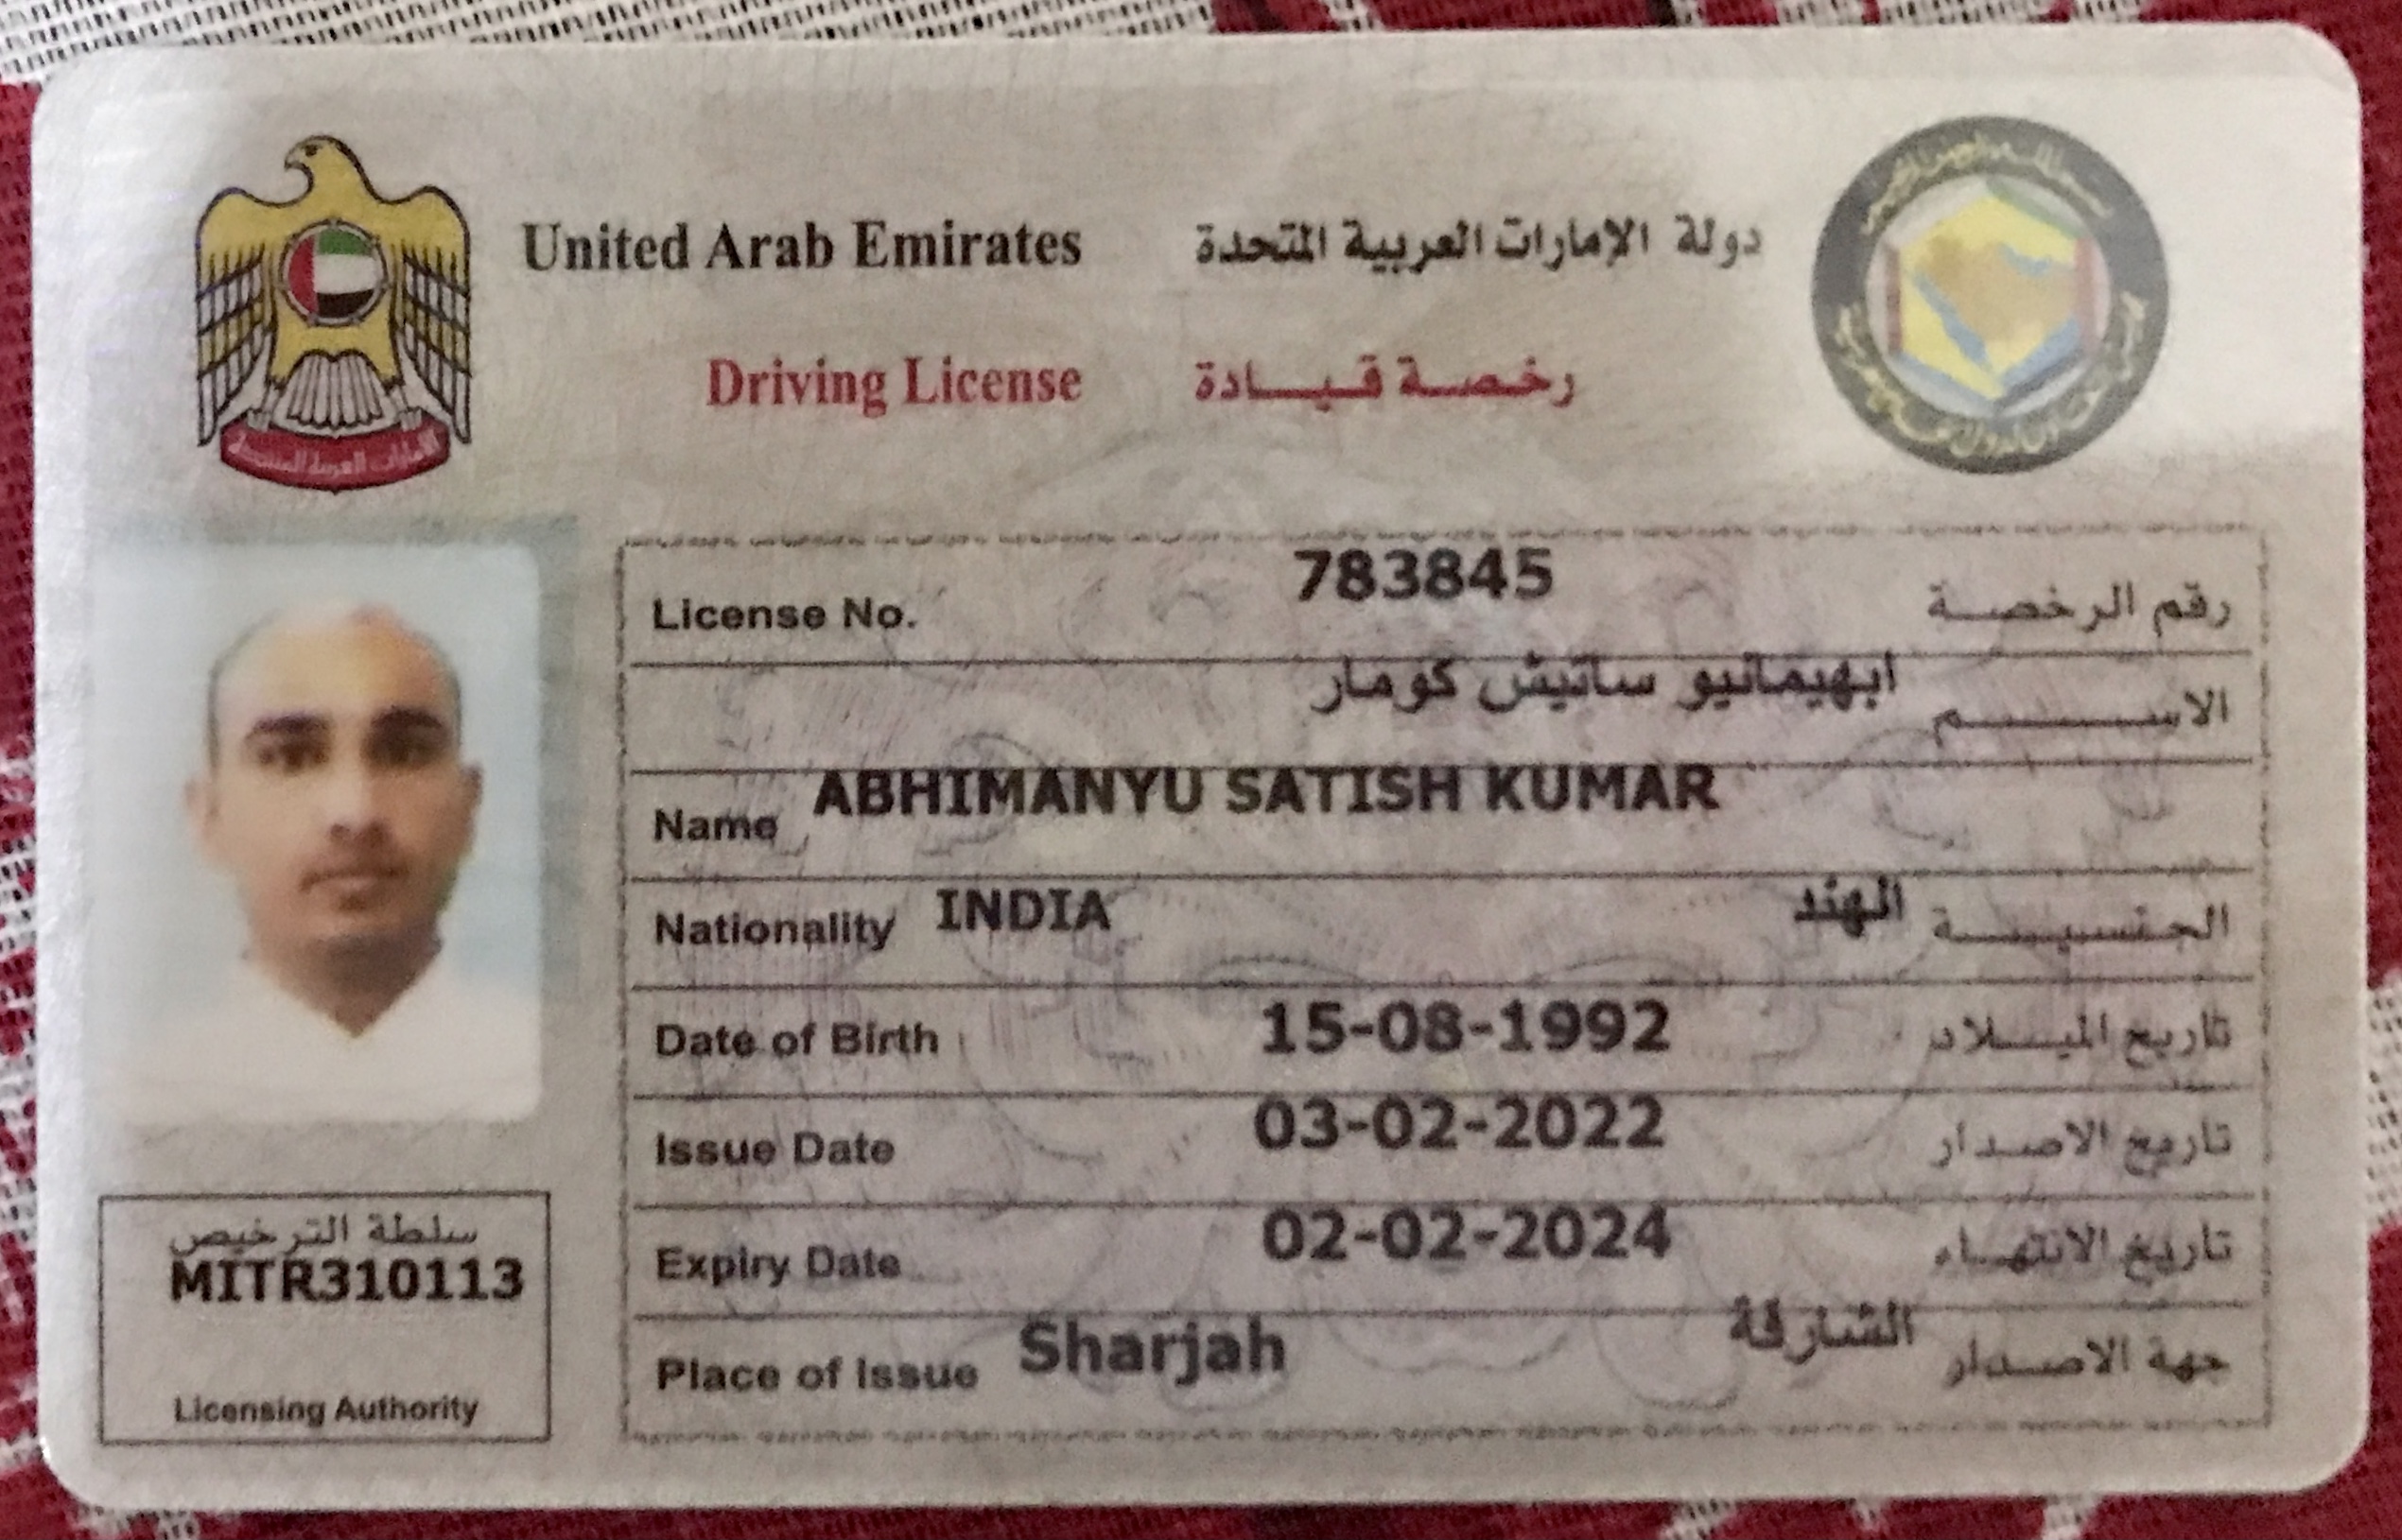 United Arab Emirates دولة الإمارات العربية المتحدة
Driving License رخصة قيادة
الإمارات العربية المتحدة
License No. 783845 رقم الرخصة
ابهيمانيو ساتيش كومار الاسم
Name ABHIMANYU SATISH KUMAR
Nationality INDIA الهند الجنسية
Date of Birth 15-08-1992 تاريخ الميلاد
Issue Date 03-02-2022 تاريخ الاصدار
Expiry Date 02-02-2024 تاريخ الانتهاء
Place of Issue Sharjah الشارقة جهة الاصدار
سلطة الترخيص
MITR310113
Licensing Authority